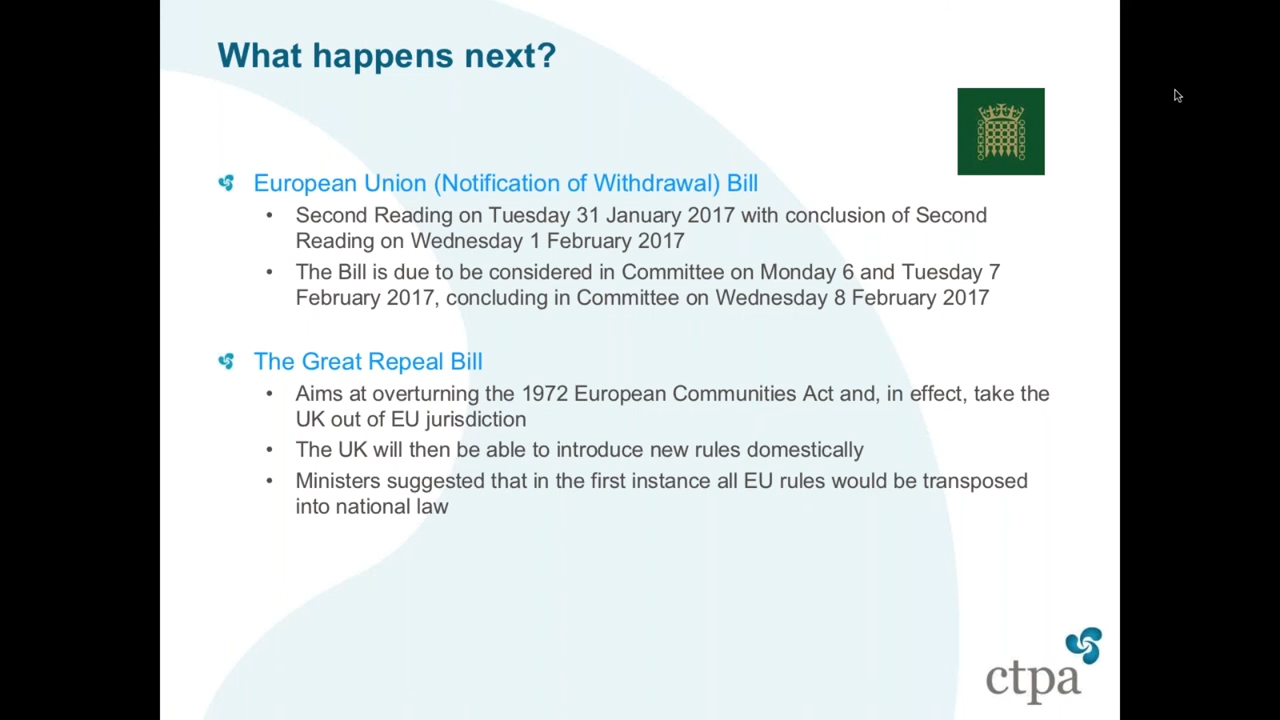 What happens next?
European Union (Notification of Withdrawal) Bill
• Second Reading on Tuesday 31 January 2017 with conclusion of Second
Reading on Wednesday 1 February 2017
• The Bill is due to be considered in Committee on Monday 6 and Tuesday 7
February 2017, concluding in Committee on Wednesday 8 February 2017
The Great Repeal Bill
• Aims at overturning the 1972 European Communities Act and, in effect, take the
UK out of EU jurisdiction
• The UK will then be able to introduce new rules domestically
• Ministers suggested that in the first instance all EU rules would be transposed
into national law
ctpa